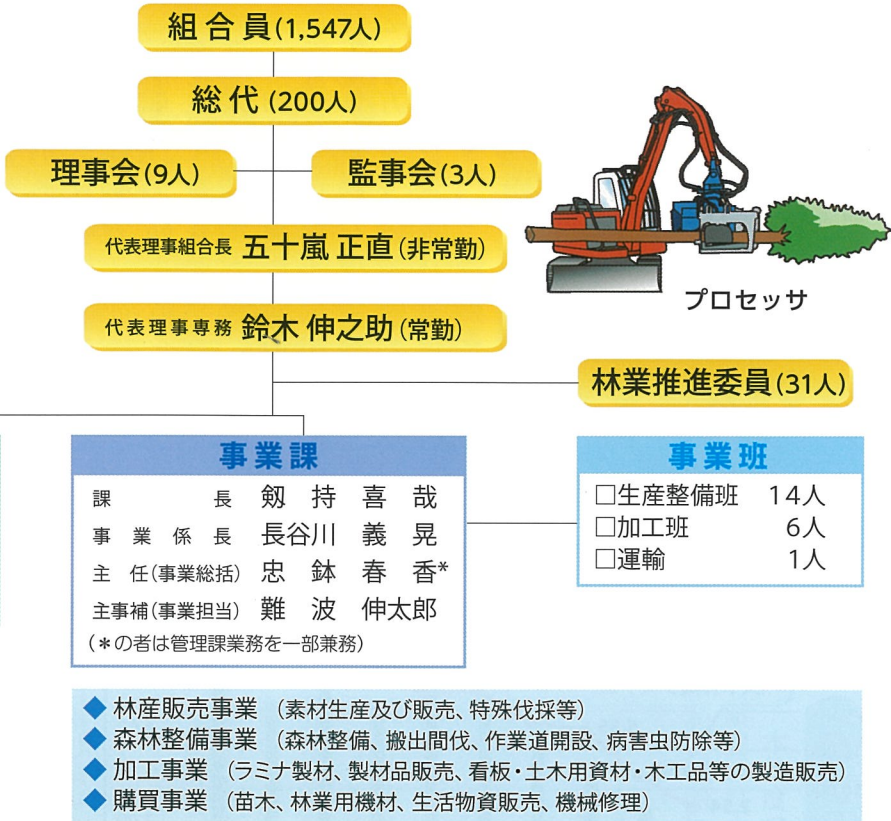 組合員(1,547人)
総代(200人)
理事会(9人)
監事会(3人)
代表理事組合長 五十嵐 正直(非常勤)
プロセッサ
代表理事専務 鈴木 伸之助(常勤)
林業推進委員(31人)
事業課
課長 剱持喜哉
事業係長 長谷川義晃
主任(事業総括) 忠鉢春香*
主事補(事業担当) 難波伸太郎
(*の者は管理課業務を一部兼務)
事業班
□生産整備班 14人
□加工班 6人
□運輸 1人
◆林産販売事業 (素材生産及び販売、特殊伐採等)
◆森林整備事業 (森林整備、搬出間伐、作業道開設、病害虫防除等)
◆加工事業 (ラミナ製材、製材品販売、看板・土木用資材・木工品等の製造販売)
◆購買事業 (苗木、林業用機材、生活物資販売、機械修理)